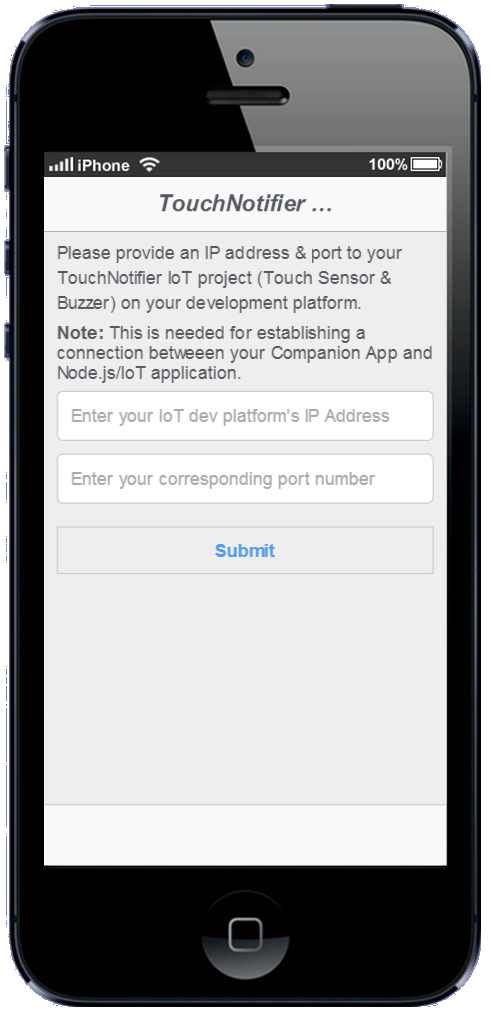 iPhone 100%
TouchNotifier ...
Please provide an IP address & port to your
TouchNotifier IoT project (Touch Sensor &
Buzzer) on your development platform.
Note: This is needed for establishing a
connection betweeen your Companion App and
Node.js/IoT application.
Enter your IoT dev platform's IP Address
Enter your corresponding port number
Submit